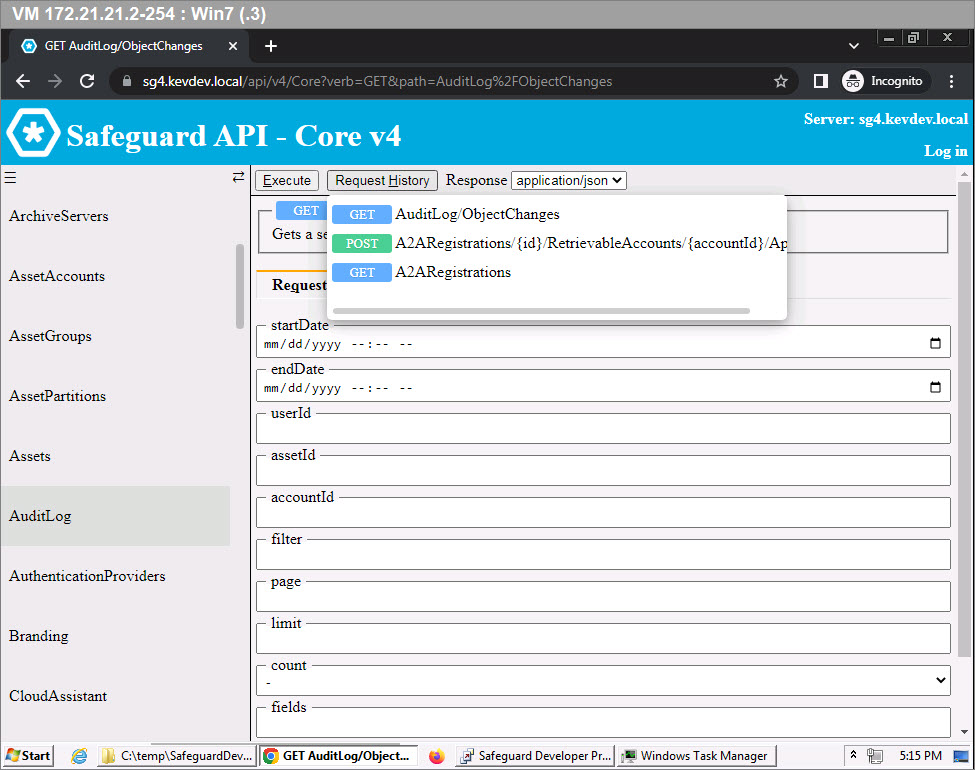 VM 172.21.21.2-254 : Win7 (.3)
GET AuditLog/ObjectChanges
sg4.kevdev.local/api/v4/Core?verb=GET&path=AuditLog%2FObjectChanges
Incognito
Safeguard API - Core v4
Server: sg4.kevdev.local
Log in
Execute Request History Response application/json
ArchiveServers
AssetAccounts
AssetGroups
AssetPartitions
Assets
AuditLog
AuthenticationProviders
Branding
CloudAssistant
GET
Gets a se
Request
GET AuditLog/ObjectChanges
POST A2ARegistrations/{id}/RetrievableAccounts/{accountId}/Ap
GET A2ARegistrations
startDate
mm/dd/yyyy --:-- --
endDate
mm/dd/yyyy --:-- --
userId
assetId
accountId
filter
page
limit
count
-
fields
Start C:\temp\SafeguardDev... GET AuditLog/Object... Safeguard Developer Pr... Windows Task Manager 5:15 PM